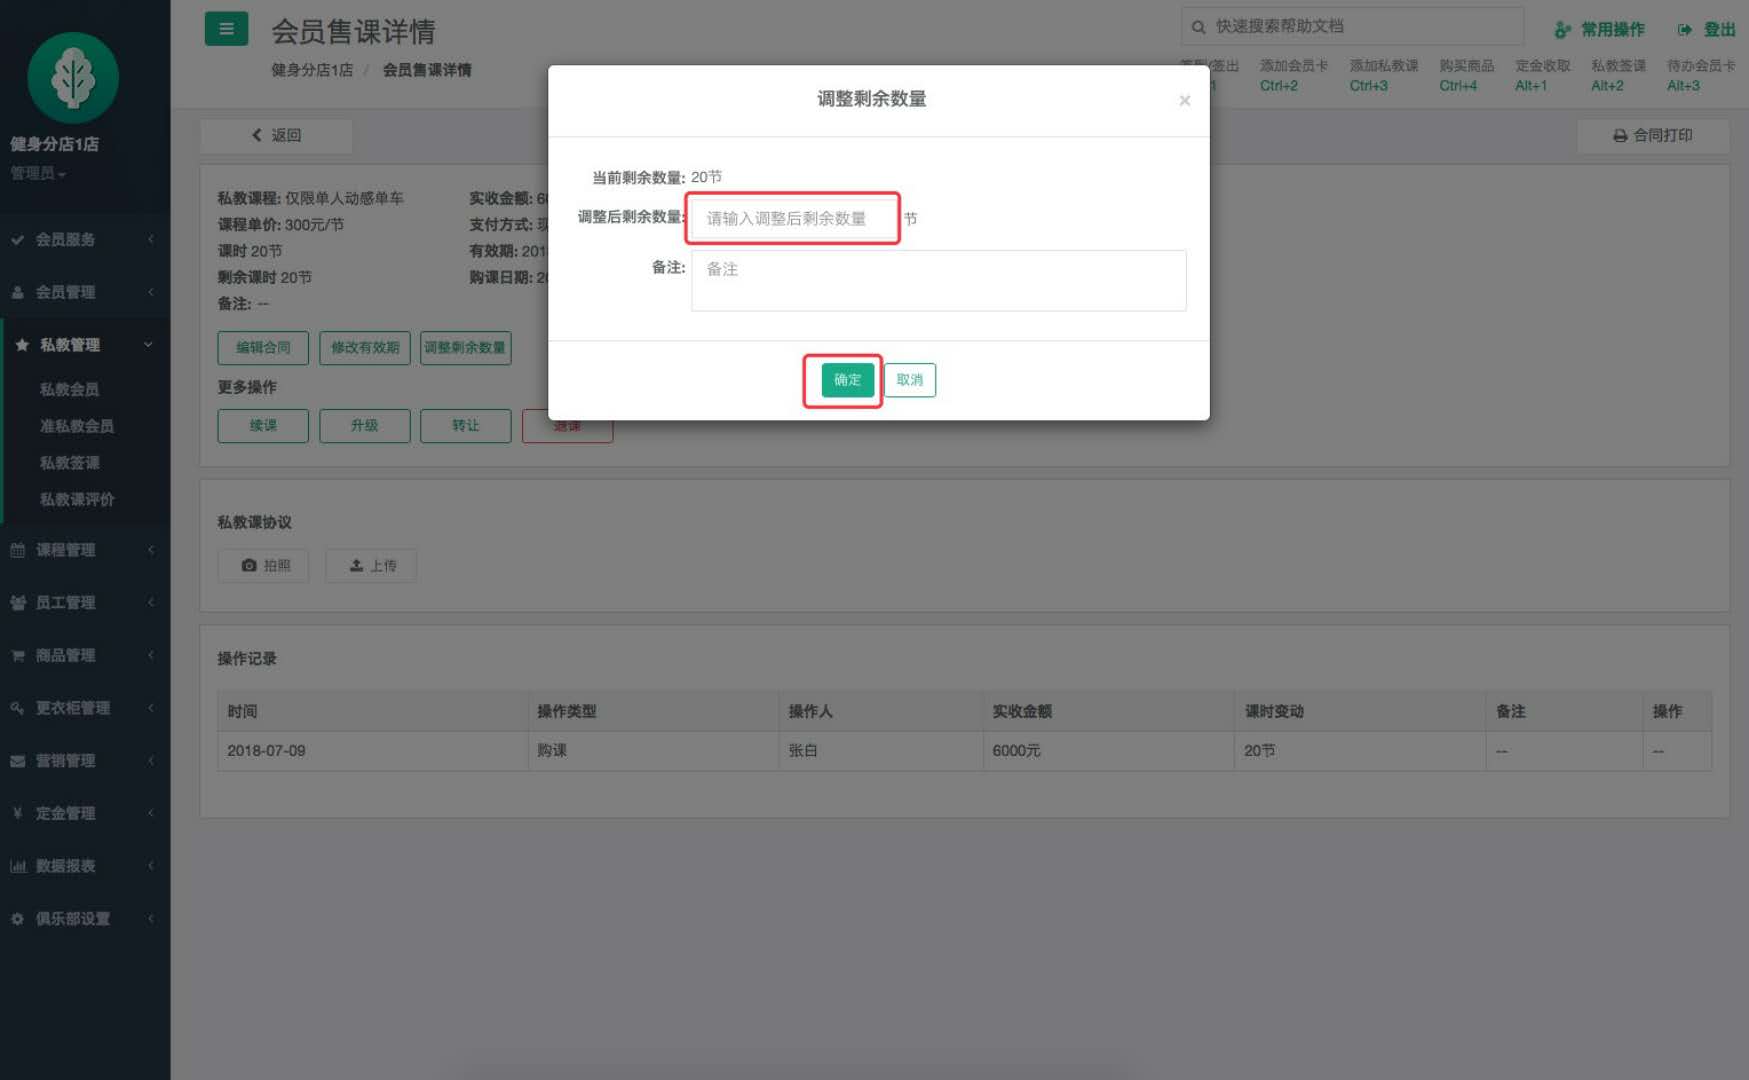 会员售课详情
健身分店1店 / 会员售课详情
快速搜索帮助文档
常用操作
登出
签到/签出
添加会员卡 Ctrl+2
添加私教课 Ctrl+3
购买商品 Ctrl+4
定金收取 Alt+1
私教签课 Alt+2
待办会员卡 Alt+3
健身分店1店
管理员
会员服务
会员管理
私教管理
私教会员
准私教会员
私教签课
私教课评价
课程管理
员工管理
商品管理
更衣柜管理
营销管理
¥ 定金管理
数据报表
俱乐部设置
返回
合同打印
私教课程: 仅限单人动感单车
课程单价: 300元/节
课时 20节
剩余课时 20节
备注: --
实收金额:
支付方式:
有效期: 201
购课日期:
编辑合同 修改有效期 调整剩余数量
更多操作
续课 升级 转让 退课
调整剩余数量 ×
当前剩余数量: 20节
调整后剩余数量: 请输入调整后剩余数量 节
备注: 备注
确定 取消
私教课协议
拍照 上传
操作记录
时间 操作类型 操作人 实收金额 课时变动 备注 操作
2018-07-09 购课 张白 6000元 20节 -- --